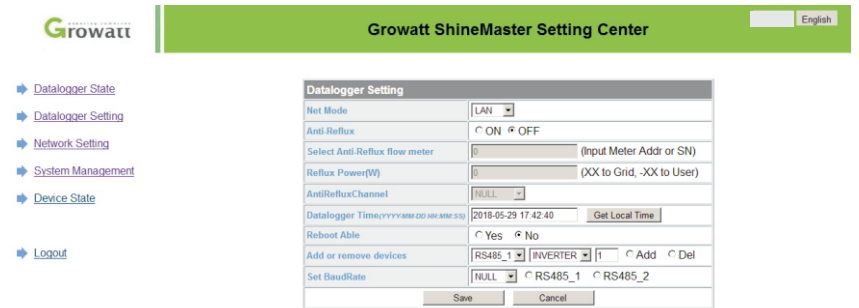 Growatt
Growatt ShineMaster Setting Center
English
Datalogger State
Datalogger Setting
Network Setting
System Management
Device State
Logout
Datalogger Setting
Net Mode LAN
Anti-Reflux ON OFF
Select Anti-Reflux flow meter 0 (Input Meter Addr or SN)
Reflux Power(W) 0 (XX to Grid, -XX to User)
AntiRefluxChannel NULL
Datalogger Time(YYYY-MM-DD HH:MM:SS) 2018-05-29 17:42:40 Get Local Time
Reboot Able Yes No
Add or remove devices RS485_1 INVERTER 1 Add Del
Set BaudRate NULL RS485_1 RS485_2
Save Cancel